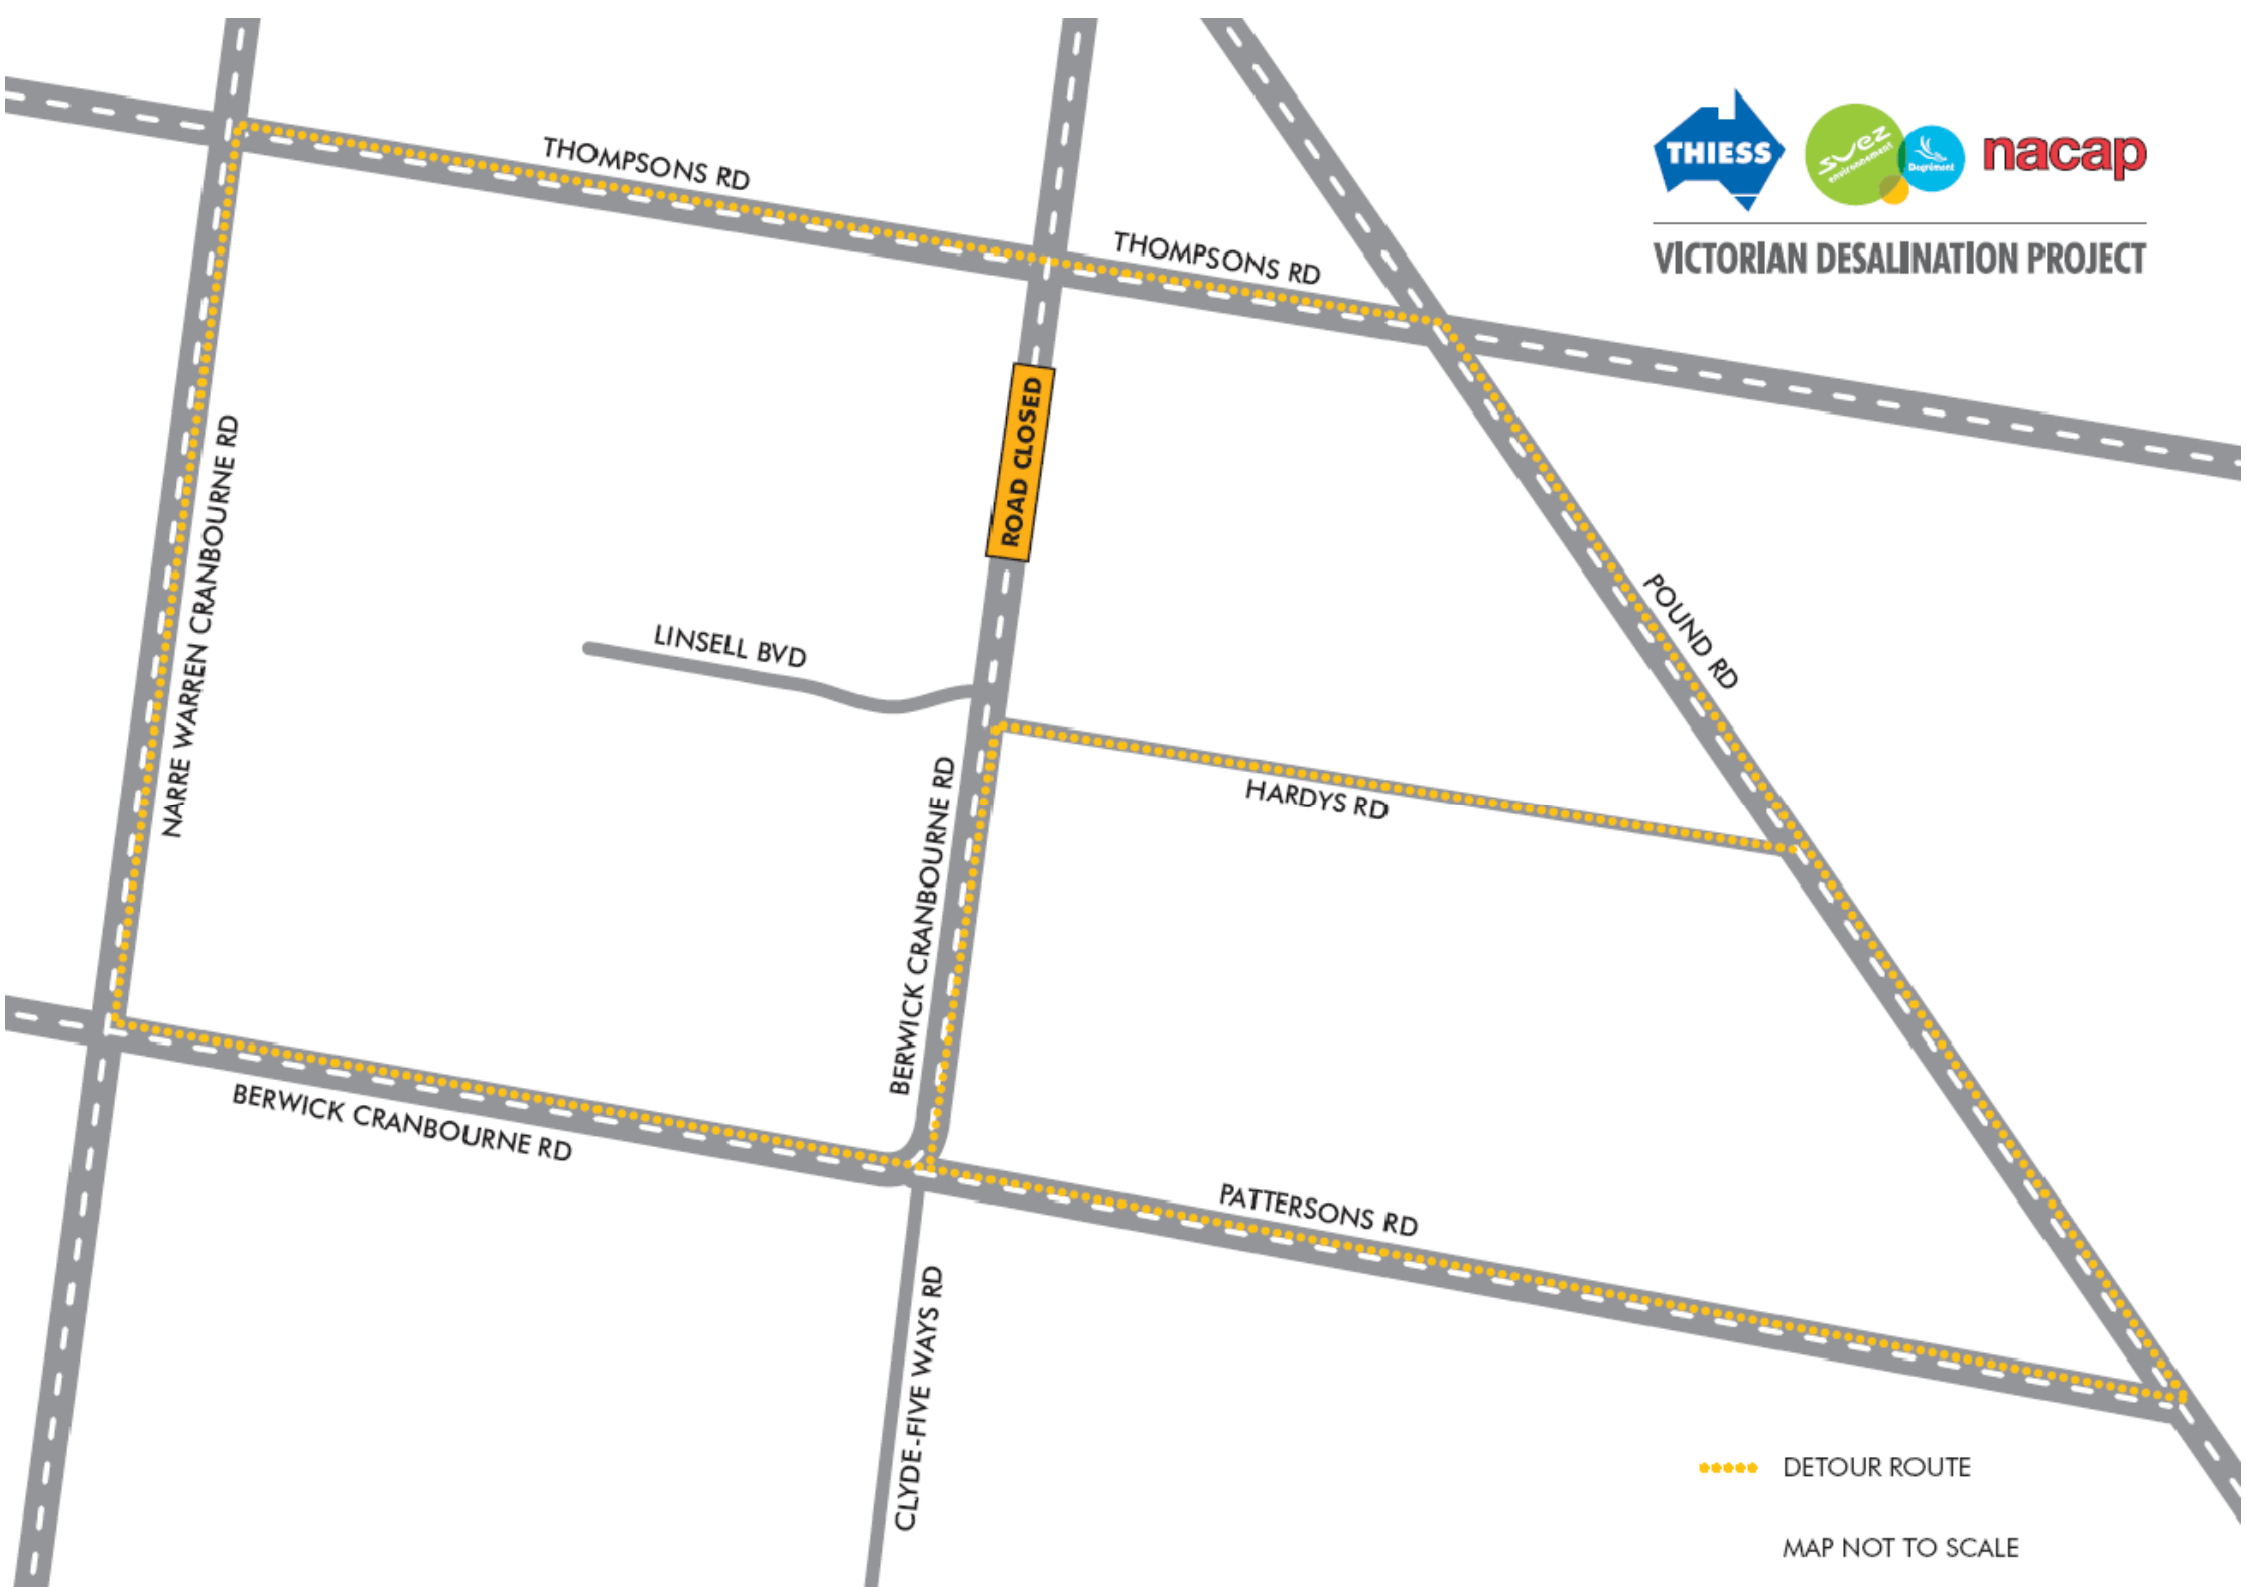 THOMPSONS RD
THIESS
suez
environnement
Degrémont
nacap
THOMPSONS RD
VICTORIAN DESALINATION PROJECT
ROAD CLOSED
NARRE WARREN CRANBOURNE RD
LINSELL BVD
POUND RD
HARDYS RD
BERWICK CRANBOURNE RD
BERWICK CRANBOURNE RD
PATTERSONS RD
CLYDE-FIVE WAYS RD
DETOUR ROUTE
MAP NOT TO SCALE